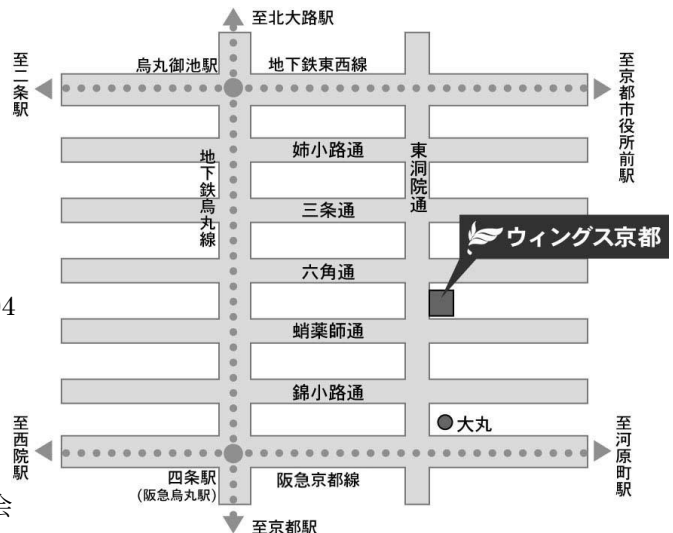 至北大路駅
烏丸御池駅
地下鉄東西線
至二条駅
至京都市役所前駅
姉小路通
東洞院通
地下鉄烏丸線
三条通
ウィングス京都
六角通
04
蛸薬師通
錦小路通
大丸
至西院駅
至河原町駅
四条駅
(阪急烏丸駅)
阪急京都線
会
至京都駅